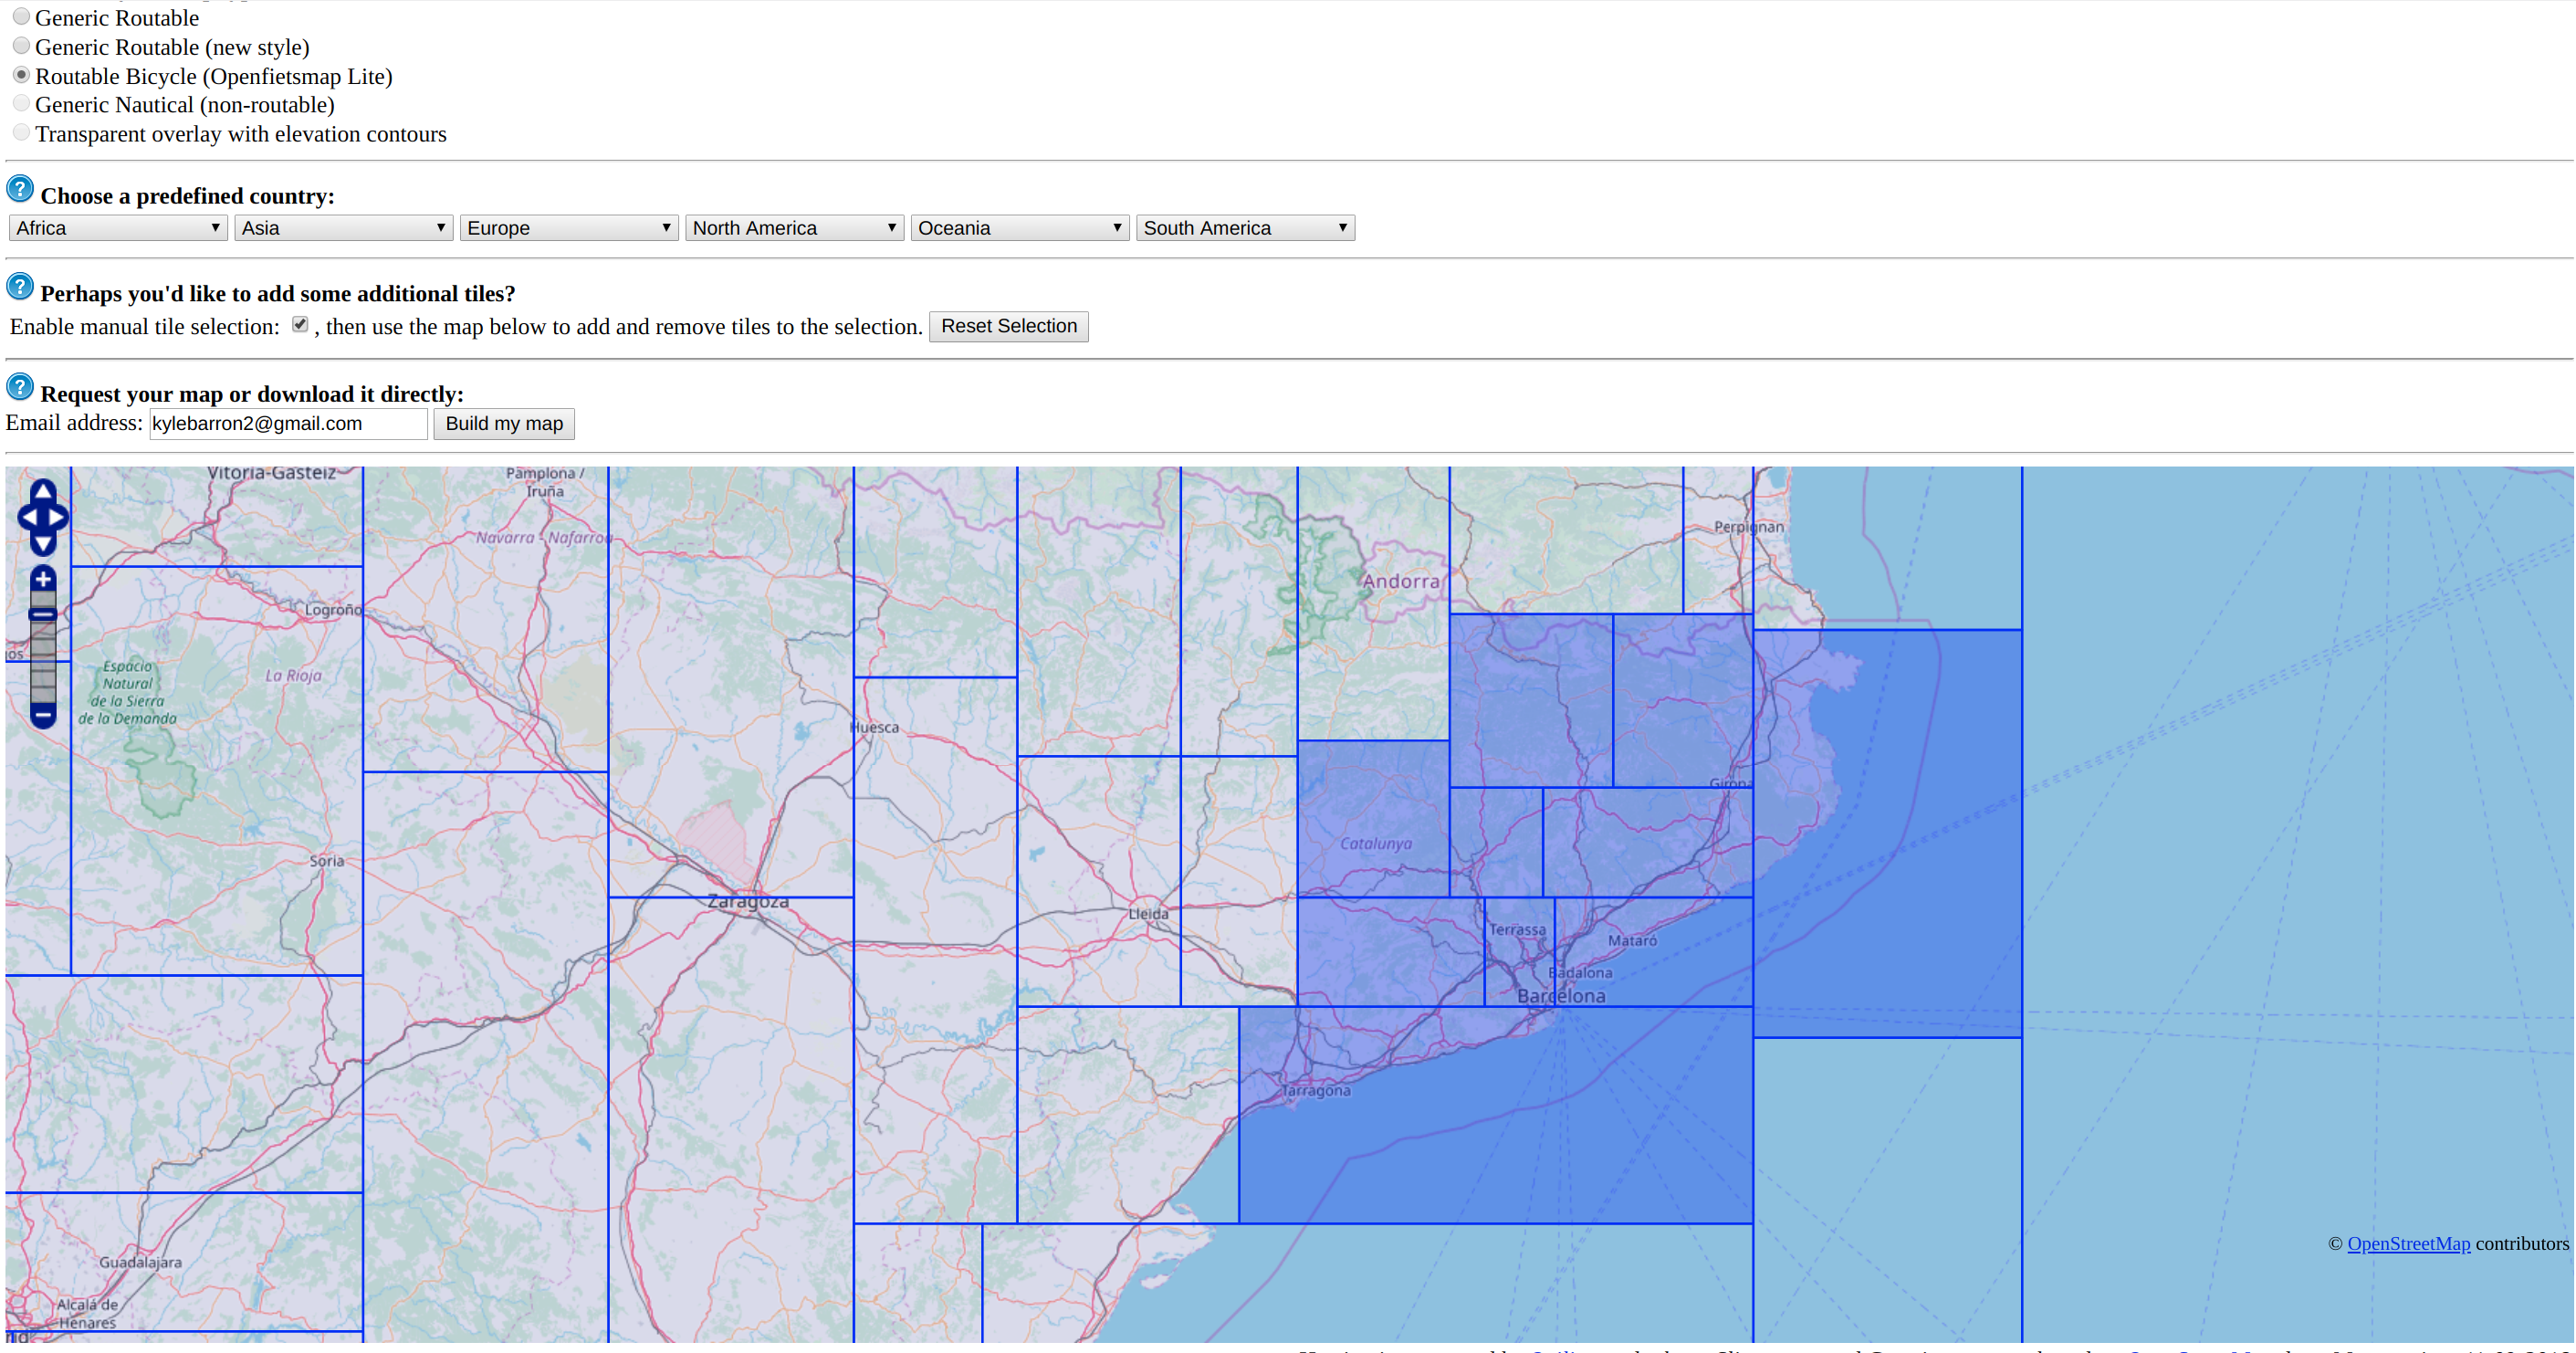 Generic Routable
Generic Routable (new style)
Routable Bicycle (Openfietsmap Lite)
Generic Nautical (non-routable)
Transparent overlay with elevation contours
Choose a predefined country:
Africa Asia Europe North America Oceania South America
Perhaps you'd like to add some additional tiles?
Enable manual tile selection: , then use the map below to add and remove tiles to the selection. Reset Selection
Request your map or download it directly:
Email address: kylebarron2@gmail.com Build my map
Vitoria-Gasteiz
Pamplona /
Iruña
Navarra - Nafarroa
Perpignan
Andorra
Logroño
Espacio
Natural
de la Sierra
de la Demanda
La Rioja
Huesca
Girona
Catalunya
Soria
Zaragoza
Lleida
Terrassa
Mataró
Badalona
Barcelona
Tarragona
© OpenStreetMap contributors
Guadalajara
Alcalá de
Henares